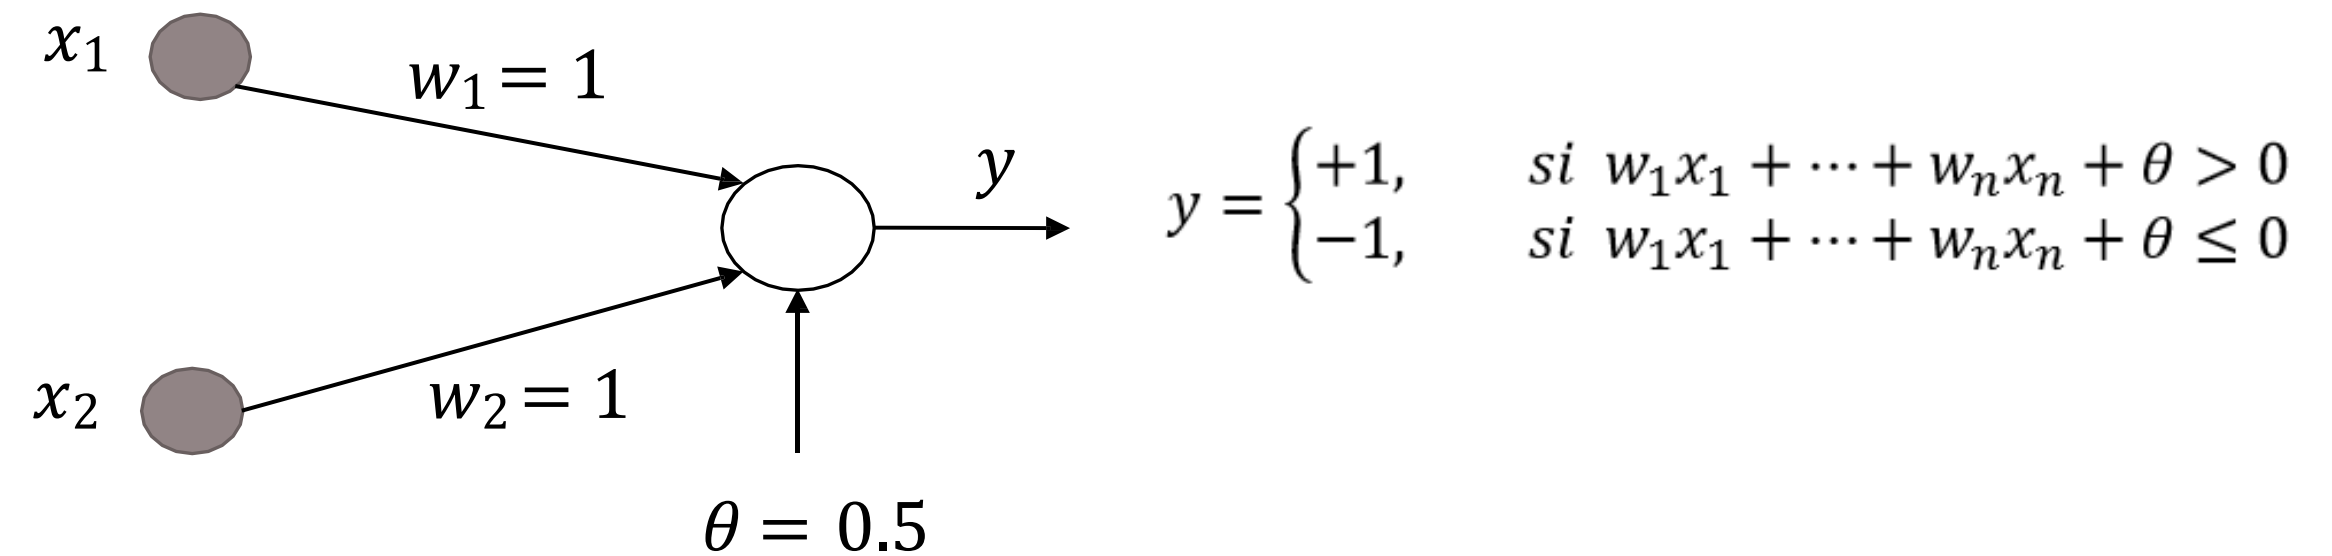 x₁
w₁ = 1
y
x₂
w₂ = 1
θ = 0.5
y = {
+1, si w₁x₁ + ⋯ + wₙxₙ + θ > 0
−1, si w₁x₁ + ⋯ + wₙxₙ + θ ≤ 0